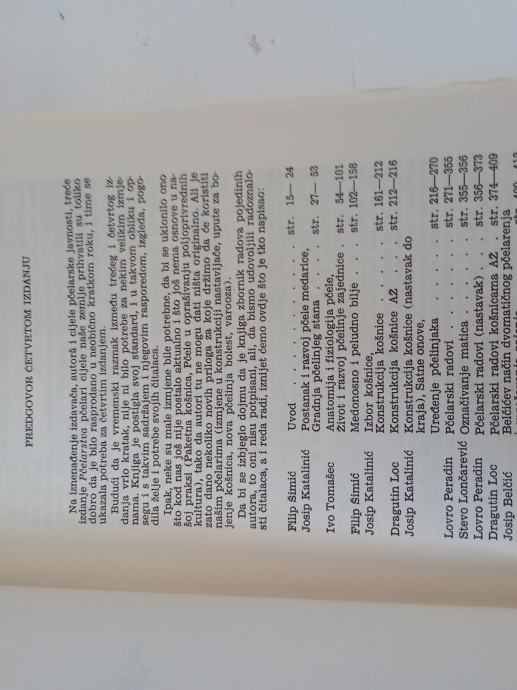 PREDGOVOR ČETVRTOM IZDANJU
Na iznenađenje izdavača, autora i cijele pčelarske javnosti, treće
izdanje Pčelarstva pčelari cijele naše zemlje prihvatili su toliko
dobro da je bilo rasprodano u neobično kratkom roku, i time se
ukazala potreba za četvrtim izdanjem.
Budući da je vremenski razmak između trećeg i četvrtog iz-
danja vrlo kratak, nije ni bilo potrebe za nekim velikim izmje-
nama. Knjiga je postigla svoj standard, i u takvom obliku i op-
segu i s takvim sadržajem i njegovim rasporedom, izgleda, pogo-
dila želje i potrebe svojih čitalaca.
Ipak, neke su male izmjene bile potrebne, da bi se uklonilo ono
što kod nas još nije postalo aktualno i što još nema osnove u na-
šoj praksi (Paketna košnica, Pčele u oprašivanju poljoprivrednih
kultura), iako da autori ne mogu dati ništa originalno. Ali je
zato dano nekoliko novih priloga za koje držimo da će koristiti
našim pčelarima (izmjene u konstrukciji nastavljače, upute za bo-
jenje košnica, nova pčelinja bolest, varooza).
Da bi se izbjeglo dojmu da je knjiga zbornik radova pojedinih
autora, to oni nisu potpisani, ali, da bismo udovoljili radoznalo-
sti čitalaca, a i reda radi, iznijet ćemo ovdje što je tko napisao:
Filip Šimić Uvod . . . . . . . . str. 15— 24
Josip Katalinić Postanak i razvoj pčele medarice,
Gradnja pčelinjeg stana . . . . str. 27— 53
Ivo Tomašec Anatomija i fiziologija pčele,
Život i razvoj pčelinje zajednice . str. 54—101
Filip Šimić Medonosno i peludno bilje . . . str. 102—158
Josip Katalinić Izbor košnice,
Konstrukcija košnice . . . . . str. 161—212
Dragutin Loc Konstrukcija košnice AŽ . . . str. 212—216
Josip Katalinić Konstrukcija košnice (nastavak do
kraja), Satne osnove,
Uređenje pčelinjaka . . . . . str. 216—270
Lovro Peradin Pčelarski radovi . . . . . . str. 271—355
Stevo Lončarević Označivanje matica . . . . . str. 355—356
Lovro Peradin Pčelarski radovi (nastavak) . . str. 356—373
Dragutin Loc Pčelarski radovi košnicama AŽ . str. 374—409
Josip Belčić Belčićev način dvomatičnog pčelarenja